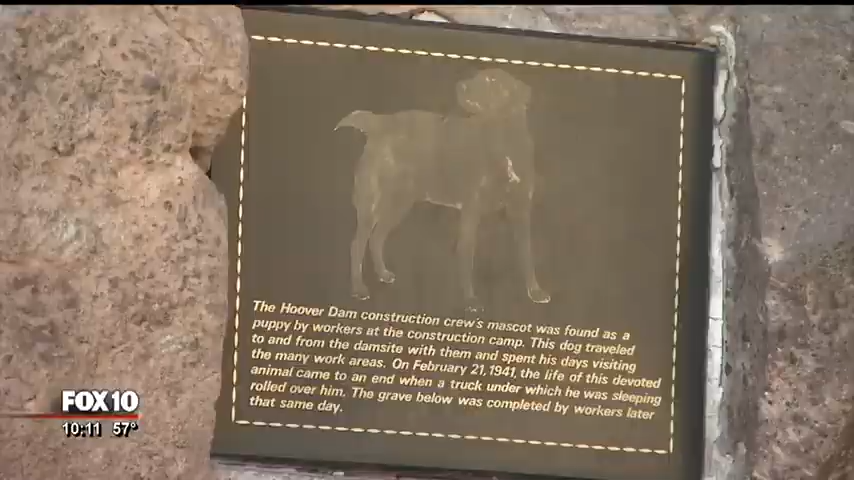 The Hoover Dam construction crew's mascot was found as a
puppy by workers at the construction camp. This dog traveled
to and from the damsite with them and spent his days visiting
the many work areas. On February 21, 1941, the life of this devoted
animal came to an end when a truck under which he was sleeping
rolled over him. The grave below was completed by workers later
that same day.
FOX 10
10:11 57°